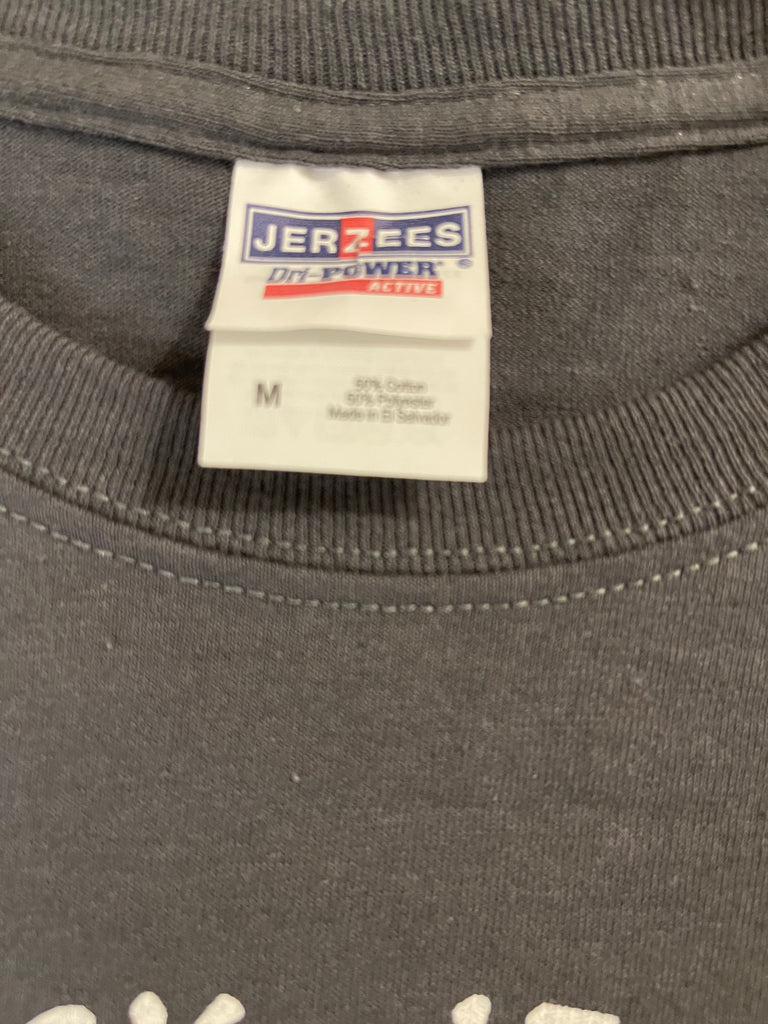 JERZEES
Dri-POWER®
ACTIVE
M
50% Cotton
50% Polyester
Made in El Salvador